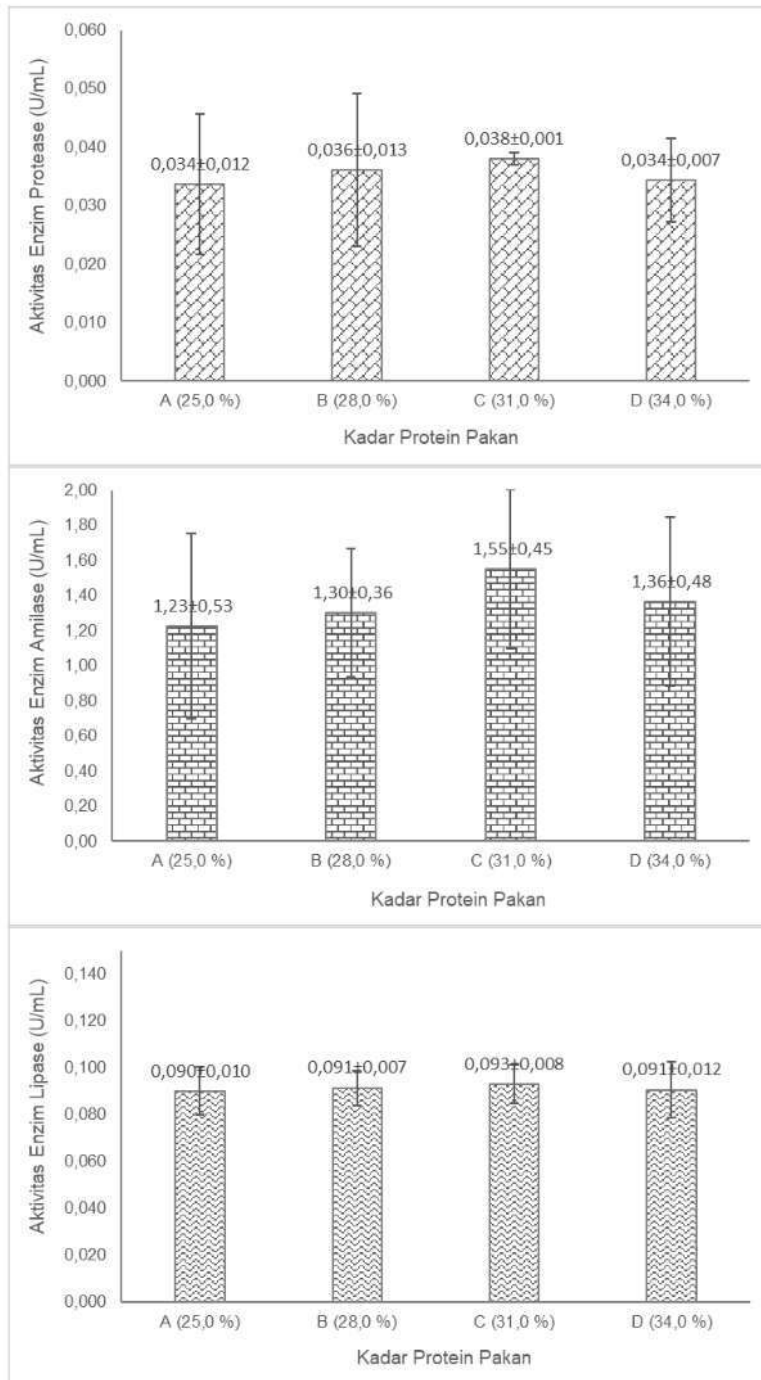 0,060
0,050
0,040
0,030
0,020
0,010
0,000
Aktivitas Enzim Protease (U/mL)
0,034±0,012
0,036±0,013
0,038±0,001
0,034±0,007
A (25,0 %)
B (28,0 %)
C (31,0 %)
D (34,0 %)
Kadar Protein Pakan
2,00
1,80
1,60
1,40
1,20
1,00
0,80
0,60
0,40
0,20
0,00
Aktivitas Enzim Amilase (U/mL)
1,23±0,53
1,30±0,36
1,55±0,45
1,36±0,48
A (25,0 %)
B (28,0 %)
C (31,0 %)
D (34,0 %)
Kadar Protein Pakan
0,140
0,120
0,100
0,080
0,060
0,040
0,020
0,000
Aktivitas Enzim Lipase (U/mL)
0,090±0,010
0,091±0,007
0,093±0,008
0,091±0,012
A (25,0 %)
B (28,0 %)
C (31,0 %)
D (34,0 %)
Kadar Protein Pakan